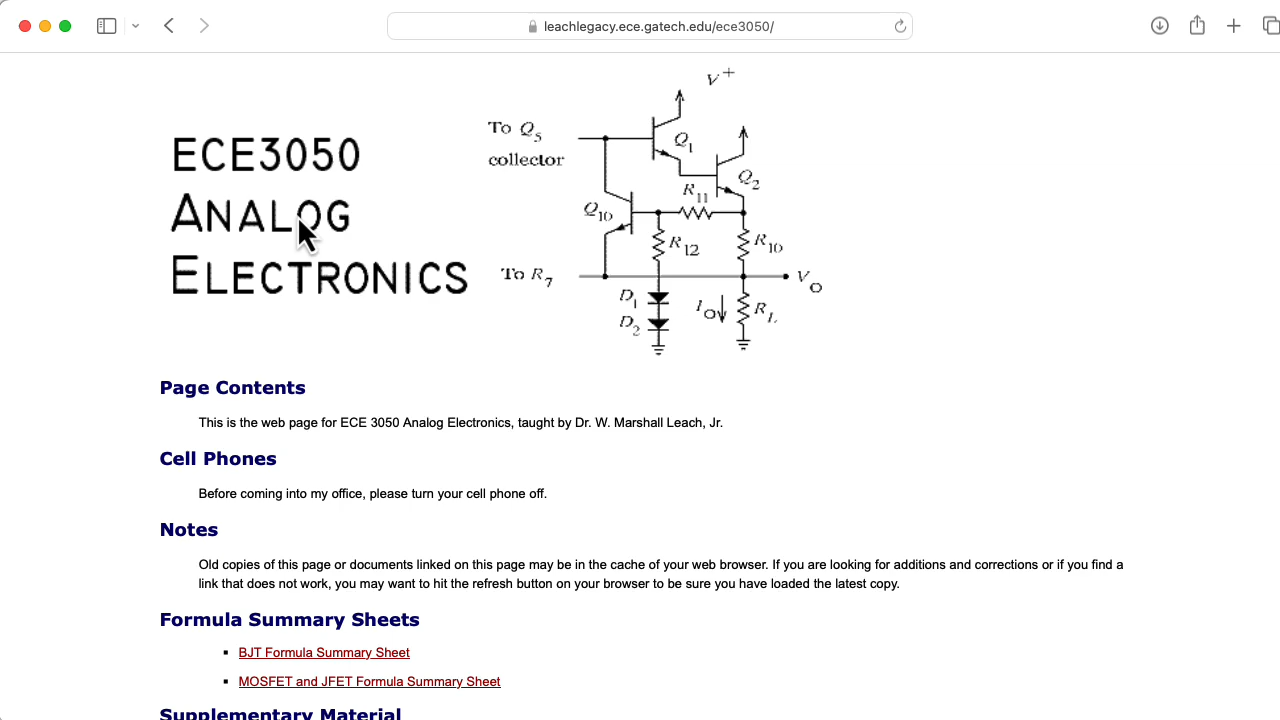 leachlegacy.ece.gatech.edu/ece3050/
ECE3050
ANALOG
ELECTRONICS
V+
To Q5
collector
Q1
Q2
R11
Q10
R12
R10
To R7
VO
D1
IO
RL
D2
Page Contents
This is the web page for ECE 3050 Analog Electronics, taught by Dr. W. Marshall Leach, Jr.
Cell Phones
Before coming into my office, please turn your cell phone off.
Notes
Old copies of this page or documents linked on this page may be in the cache of your web browser. If you are looking for additions and corrections or if you find a
link that does not work, you may want to hit the refresh button on your browser to be sure you have loaded the latest copy.
Formula Summary Sheets
BJT Formula Summary Sheet
MOSFET and JFET Formula Summary Sheet
Supplementary Material